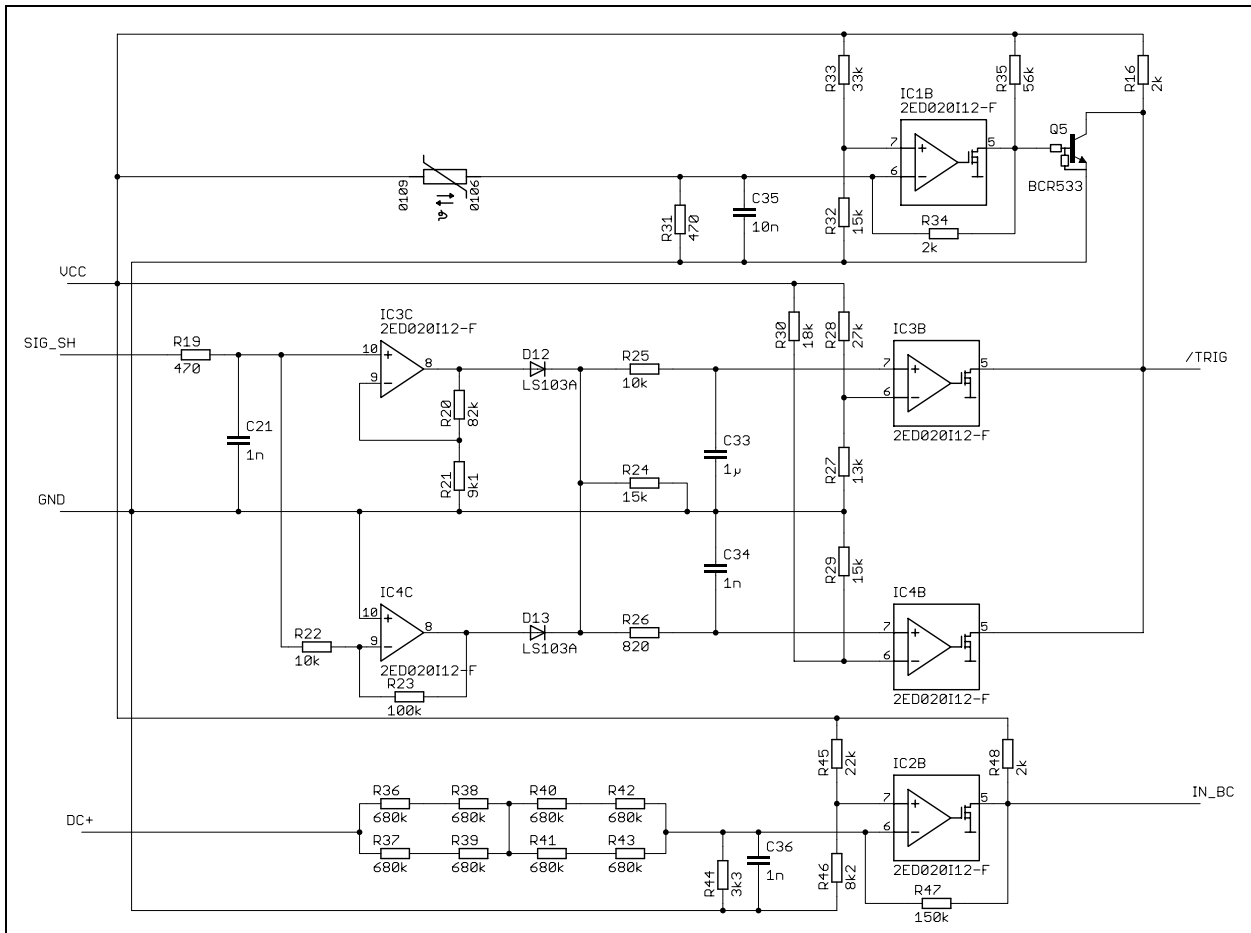 R33
33k
R35
56k
R16
2k
IC1B
2ED020I12-F
7
+
5
6
−
Q5
BCR533
0109
0106
ϑ
R31
470
C35
10n
R32
15k
R34
2k
VCC
R30
18k
R28
27k
IC3C
2ED020I12-F
IC3B
SIG_SH
R19
470
10
+
8
9
−
D12
LS103A
R25
10k
7
+
5
6
−
2ED020I12-F
/TRIG
R20
82k
C21
1n
R21
9k1
C33
1µ
R24
15k
R27
13k
GND
R29
15k
C34
1n
IC4C
IC4B
10
+
8
9
−
2ED020I12-F
R22
10k
R23
100k
D13
LS103A
R26
820
7
+
5
6
−
2ED020I12-F
R45
22k
IC2B
R48
2k
DC+
R36
680k
R38
680k
R40
680k
R42
680k
R37
680k
R39
680k
R41
680k
R43
680k
7
+
5
6
−
2ED020I12-F
IN_BC
R44
3k3
C36
1n
R46
8k2
R47
150k